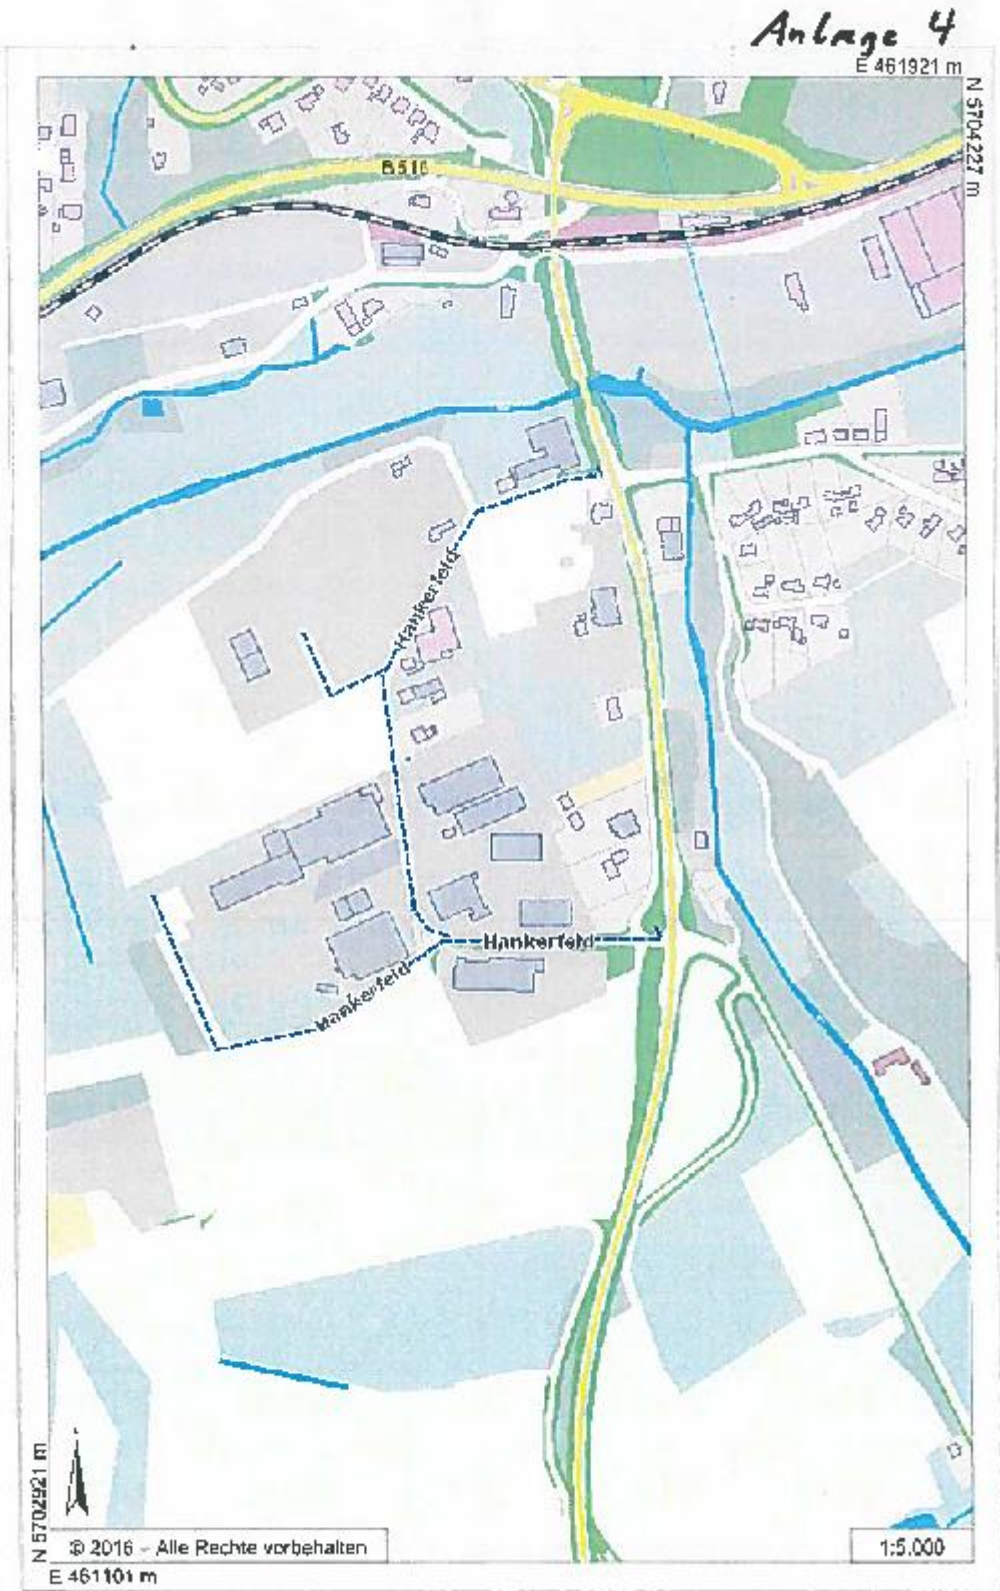 Anlage 4
E 461921 m
N 5704227 m
B516
Hankerfeld
Hankerfeld
Hankerfeld
N 5702921 m
© 2016 - Alle Rechte vorbehalten
1:5.000
E 461101 m